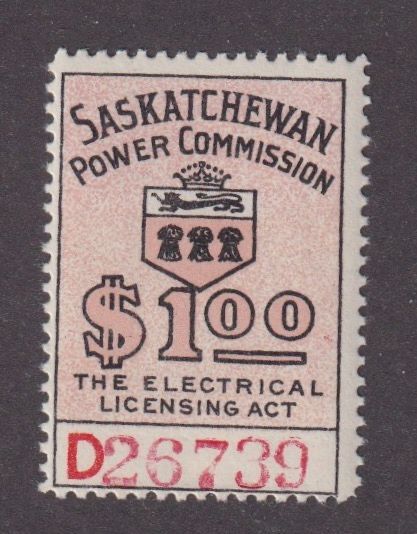 SASKATCHEWAN
POWER COMMISSION
$1.00
THE ELECTRICAL
LICENSING ACT
D26739